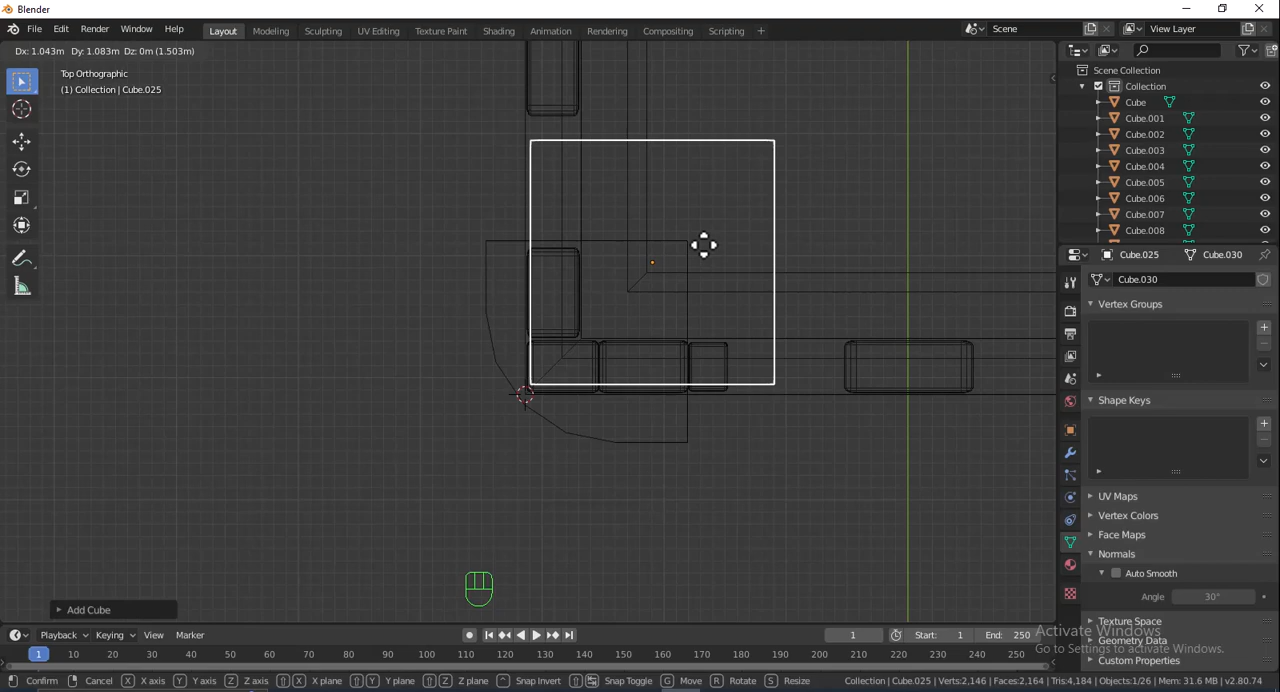 Blender
File Edit Render Window Help Layout Modeling Sculpting UV Editing Texture Paint Shading Animation Rendering Compositing Scripting + Scene View Layer
Dx: 1.043m Dy: 1.083m Dz: 0m (1.503m)
Top Orthographic
(1) Collection | Cube.025
Scene Collection
Collection
Cube
Cube.001
Cube.002
Cube.003
Cube.004
Cube.005
Cube.006
Cube.007
Cube.008
Cube.025 Cube.030
Cube.030
Vertex Groups
Shape Keys
UV Maps
Vertex Colors
Face Maps
Normals
Auto Smooth
Angle 30°
Texture Space
Geometry Data
Custom Properties
Activate Windows
Go to Settings to activate Windows.
Add Cube
Playback Keying View Marker 1 Start: 1 End: 250
1 10 20 30 40 50 60 70 80 90 100 110 120 130 140 150 160 170 180 190 200 210 220 230 240 250
Confirm Cancel X X axis Y Y axis Z Z axis X X plane Y Y plane Z Z plane ^ Snap Invert Snap Toggle G Move R Rotate S Resize Collection | Cube.025 | Verts:2,146 | Faces:2,164 | Tris:4,184 | Objects:1/26 | Mem: 31.6 MB | v2.80.74